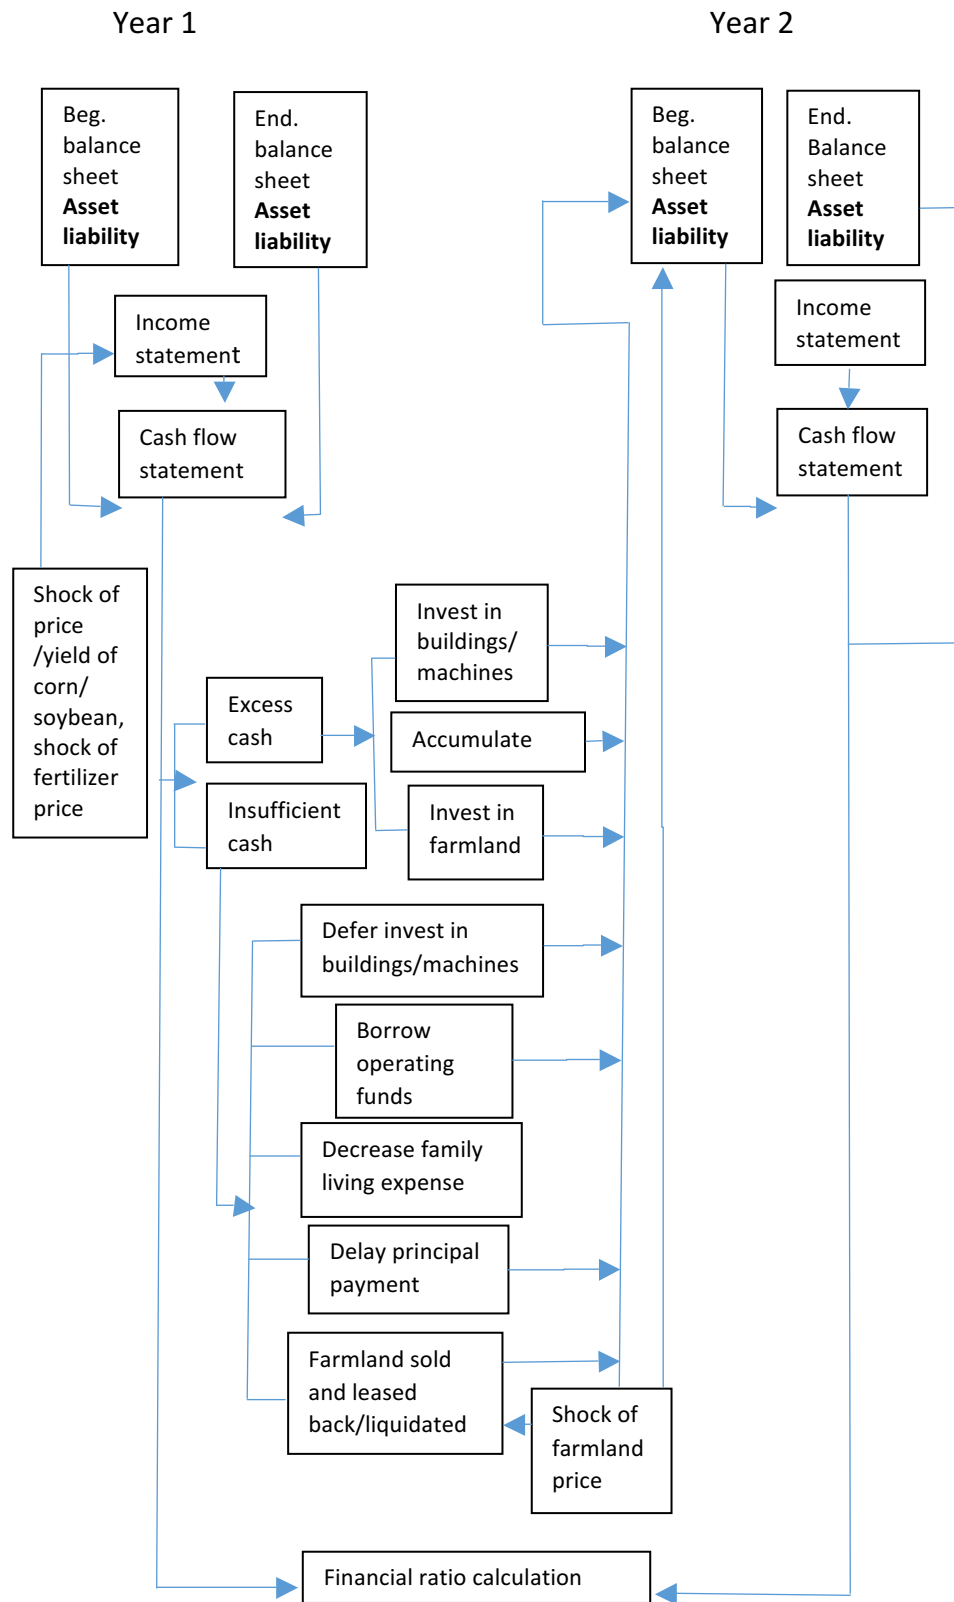 Year 1
Year 2
Beg.
balance
sheet
Asset
liability
End.
balance
sheet
Asset
liability
Beg.
balance
sheet
Asset
liability
End.
Balance
sheet
Asset
liability
Income
statement
Income
statement
Cash flow
statement
Cash flow
statement
Shock of
price
/yield of
corn/
soybean,
shock of
fertilizer
price
Excess
cash
Insufficient
cash
Invest in
buildings/
machines
Accumulate
Invest in
farmland
Defer invest in
buildings/machines
Borrow
operating
funds
Decrease family
living expense
Delay principal
payment
Farmland sold
and leased
back/liquidated
Shock of
farmland
price
Financial ratio calculation